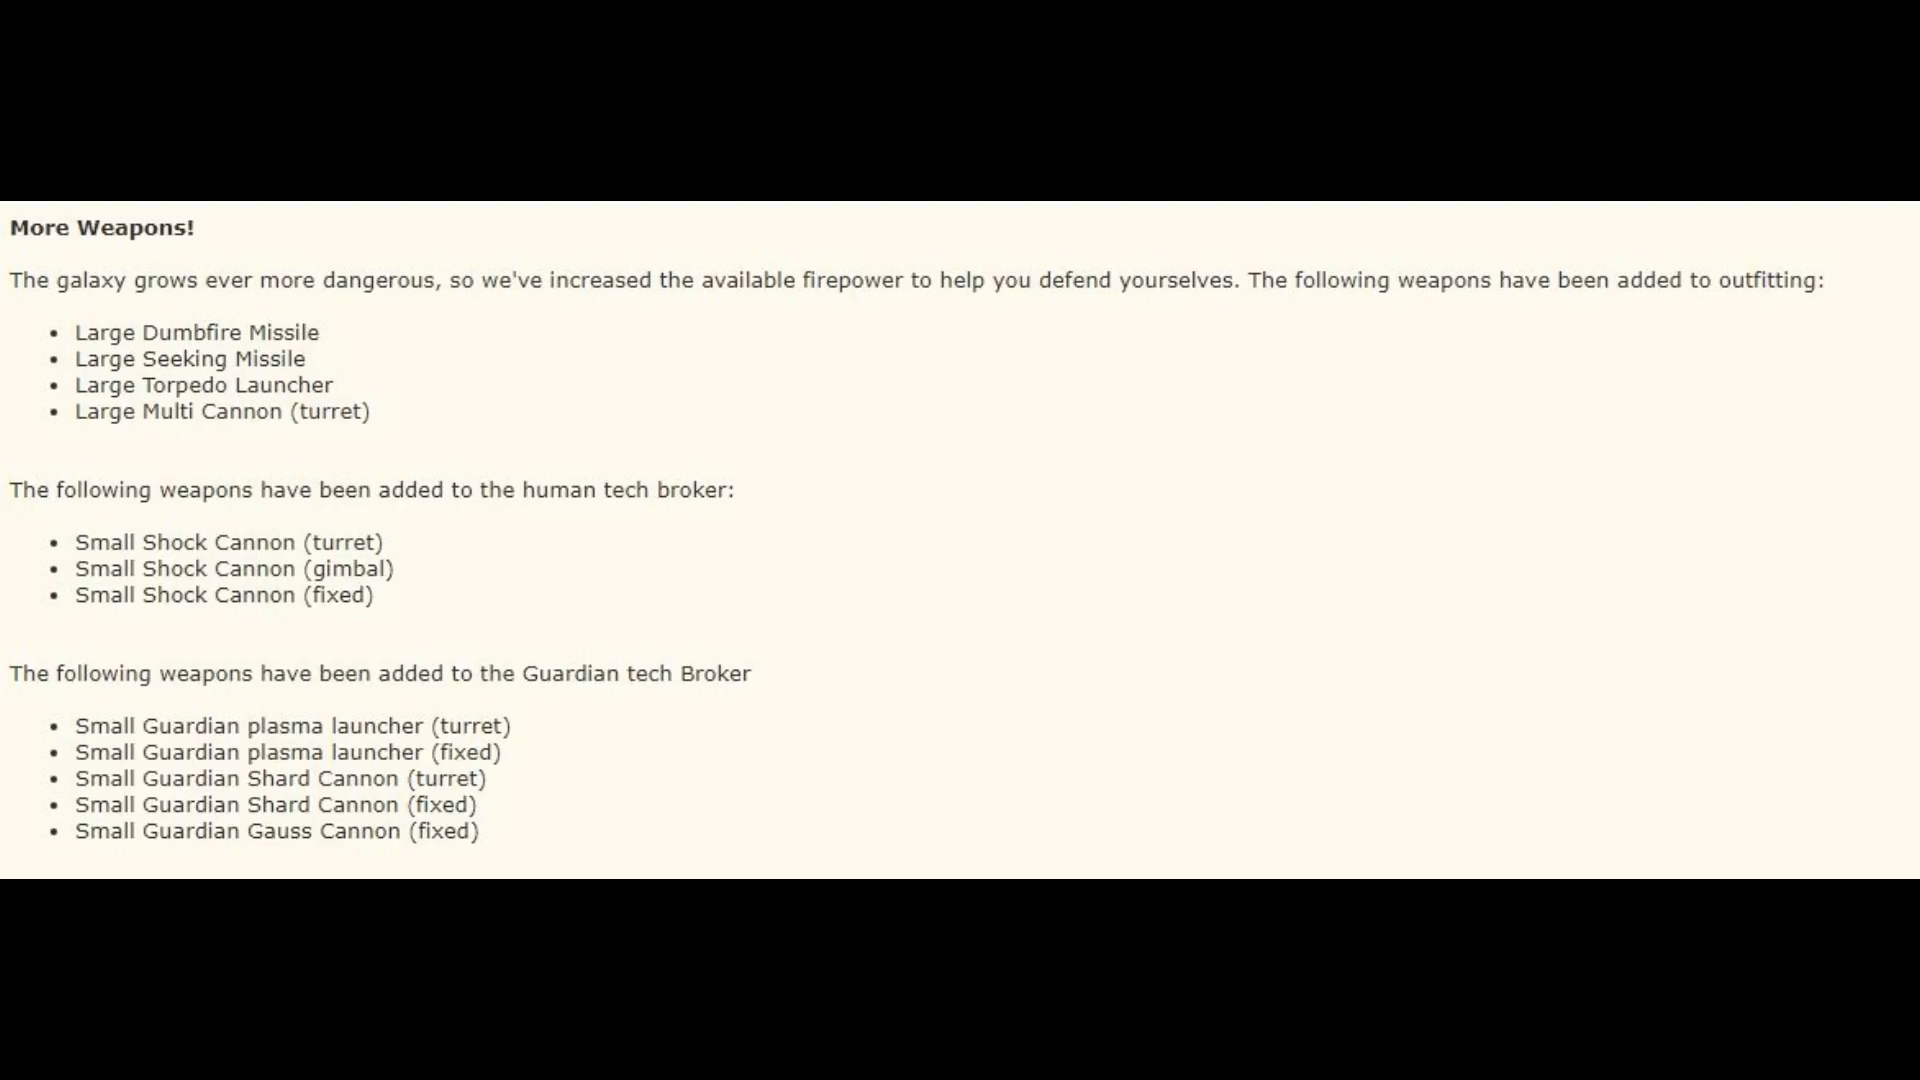 More Weapons!
The galaxy grows ever more dangerous, so we've increased the available firepower to help you defend yourselves. The following weapons have been added to outfitting:
• Large Dumbfire Missile
• Large Seeking Missile
• Large Torpedo Launcher
• Large Multi Cannon (turret)
The following weapons have been added to the human tech broker:
• Small Shock Cannon (turret)
• Small Shock Cannon (gimbal)
• Small Shock Cannon (fixed)
The following weapons have been added to the Guardian tech Broker
• Small Guardian plasma launcher (turret)
• Small Guardian plasma launcher (fixed)
• Small Guardian Shard Cannon (turret)
• Small Guardian Shard Cannon (fixed)
• Small Guardian Gauss Cannon (fixed)